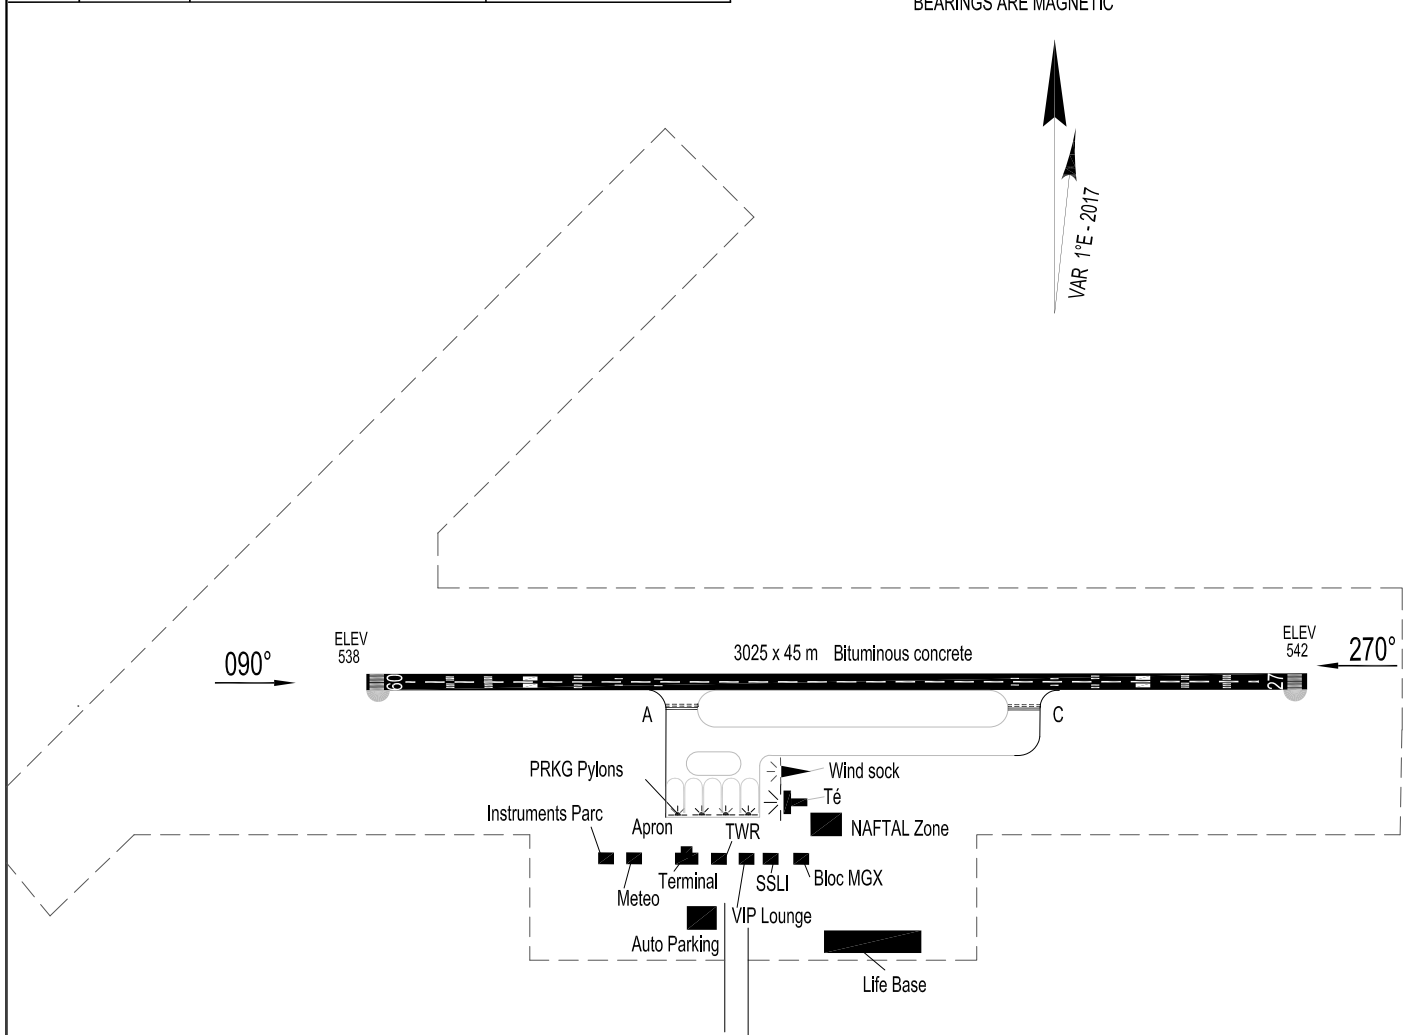 BEARINGS ARE MAGNETIC
VAR 1°E - 2017
ELEV
538
090°
3025 x 45 m Bituminous concrete
ELEV
542
270°
09
27
A
C
PRKG Pylons
Wind sock
Té
Instruments Parc
Apron
TWR
NAFTAL Zone
Meteo
Terminal
SSLI
Bloc MGX
VIP Lounge
Auto Parking
Life Base